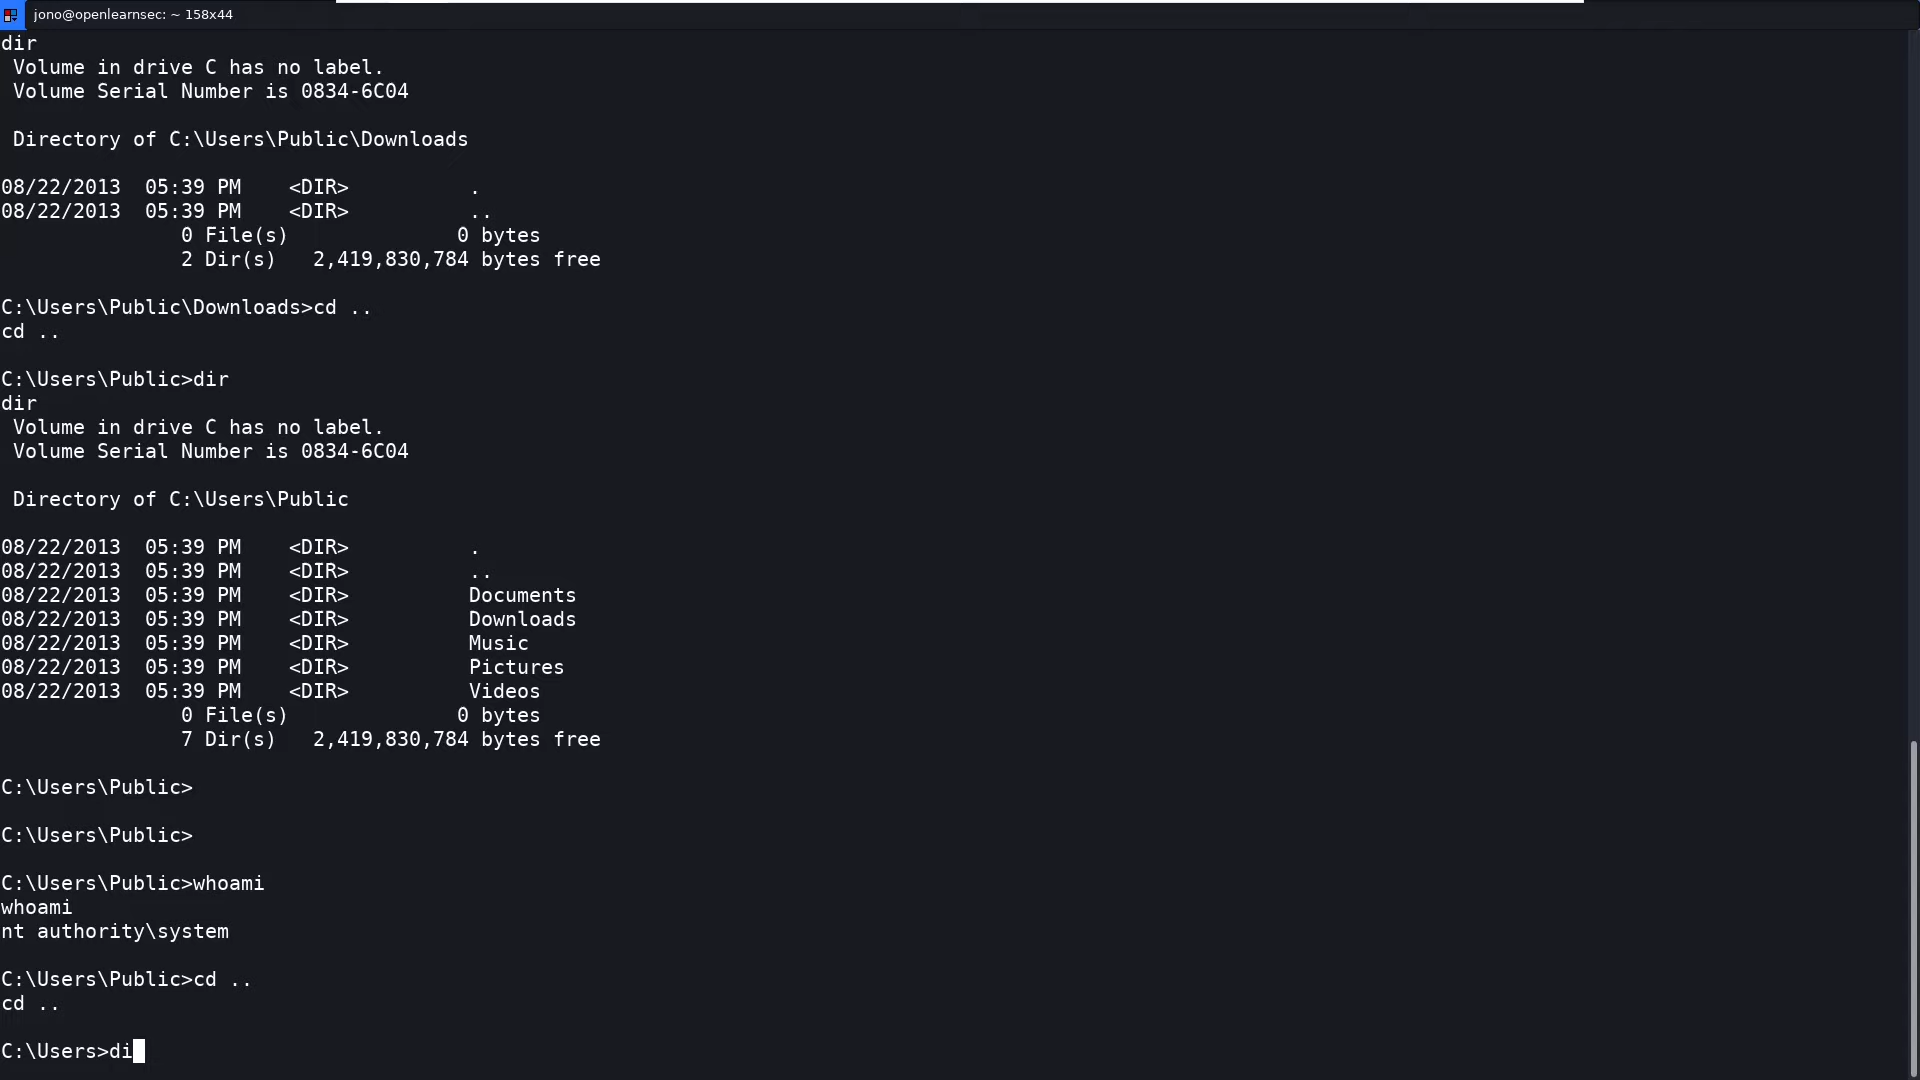 jono@openlearnsec: ~ 158x44
dir
 Volume in drive C has no label.
 Volume Serial Number is 0834-6C04

 Directory of C:\Users\Public\Downloads

08/22/2013  05:39 PM    <DIR>          .
08/22/2013  05:39 PM    <DIR>          ..
               0 File(s)              0 bytes
               2 Dir(s)   2,419,830,784 bytes free

C:\Users\Public\Downloads>cd ..
cd ..

C:\Users\Public>dir
dir
 Volume in drive C has no label.
 Volume Serial Number is 0834-6C04

 Directory of C:\Users\Public

08/22/2013  05:39 PM    <DIR>          .
08/22/2013  05:39 PM    <DIR>          ..
08/22/2013  05:39 PM    <DIR>          Documents
08/22/2013  05:39 PM    <DIR>          Downloads
08/22/2013  05:39 PM    <DIR>          Music
08/22/2013  05:39 PM    <DIR>          Pictures
08/22/2013  05:39 PM    <DIR>          Videos
               0 File(s)              0 bytes
               7 Dir(s)   2,419,830,784 bytes free

C:\Users\Public>

C:\Users\Public>

C:\Users\Public>whoami
whoami
nt authority\system

C:\Users\Public>cd ..
cd ..

C:\Users>di